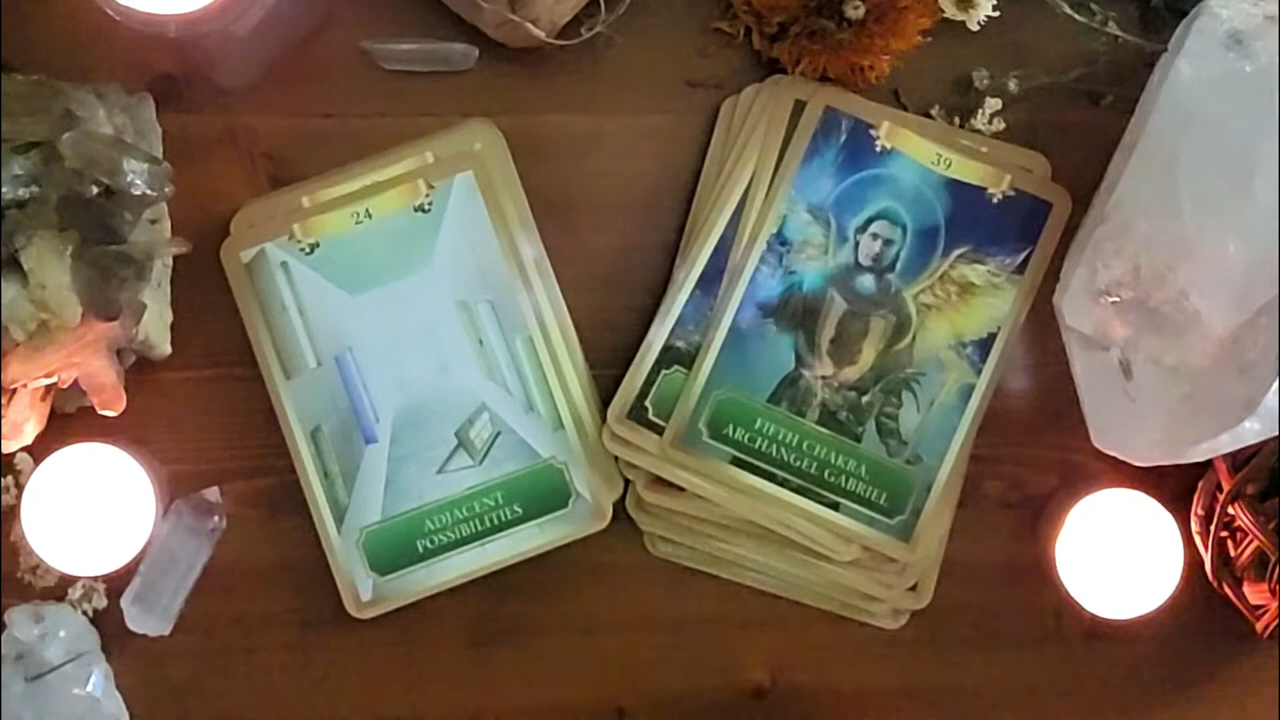 24
ADJACENT
POSSIBILITIES
39
FIFTH CHAKRA,
ARCHANGEL GABRIEL